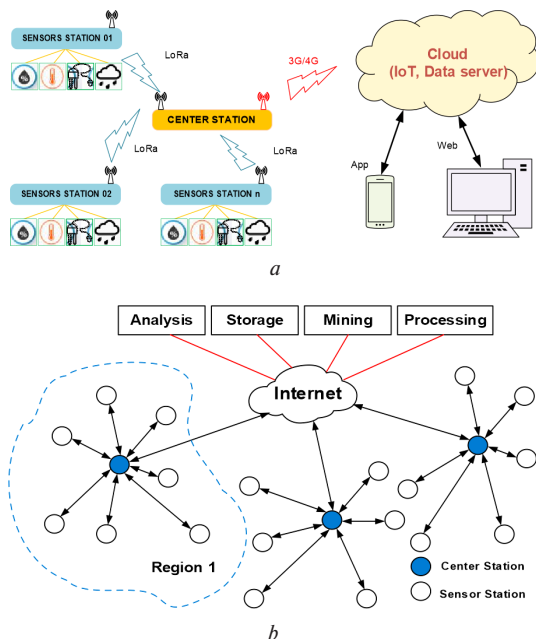 SENSORS STATION 01
LoRa
3G/4G
Cloud
(IoT, Data server)
CENTER STATION
LoRa
LoRa
App
Web
SENSORS STATION 02
SENSORS STATION n
%
%
%
a
Analysis
Storage
Mining
Processing
Internet
Region 1
Center Station
Sensor Station
b